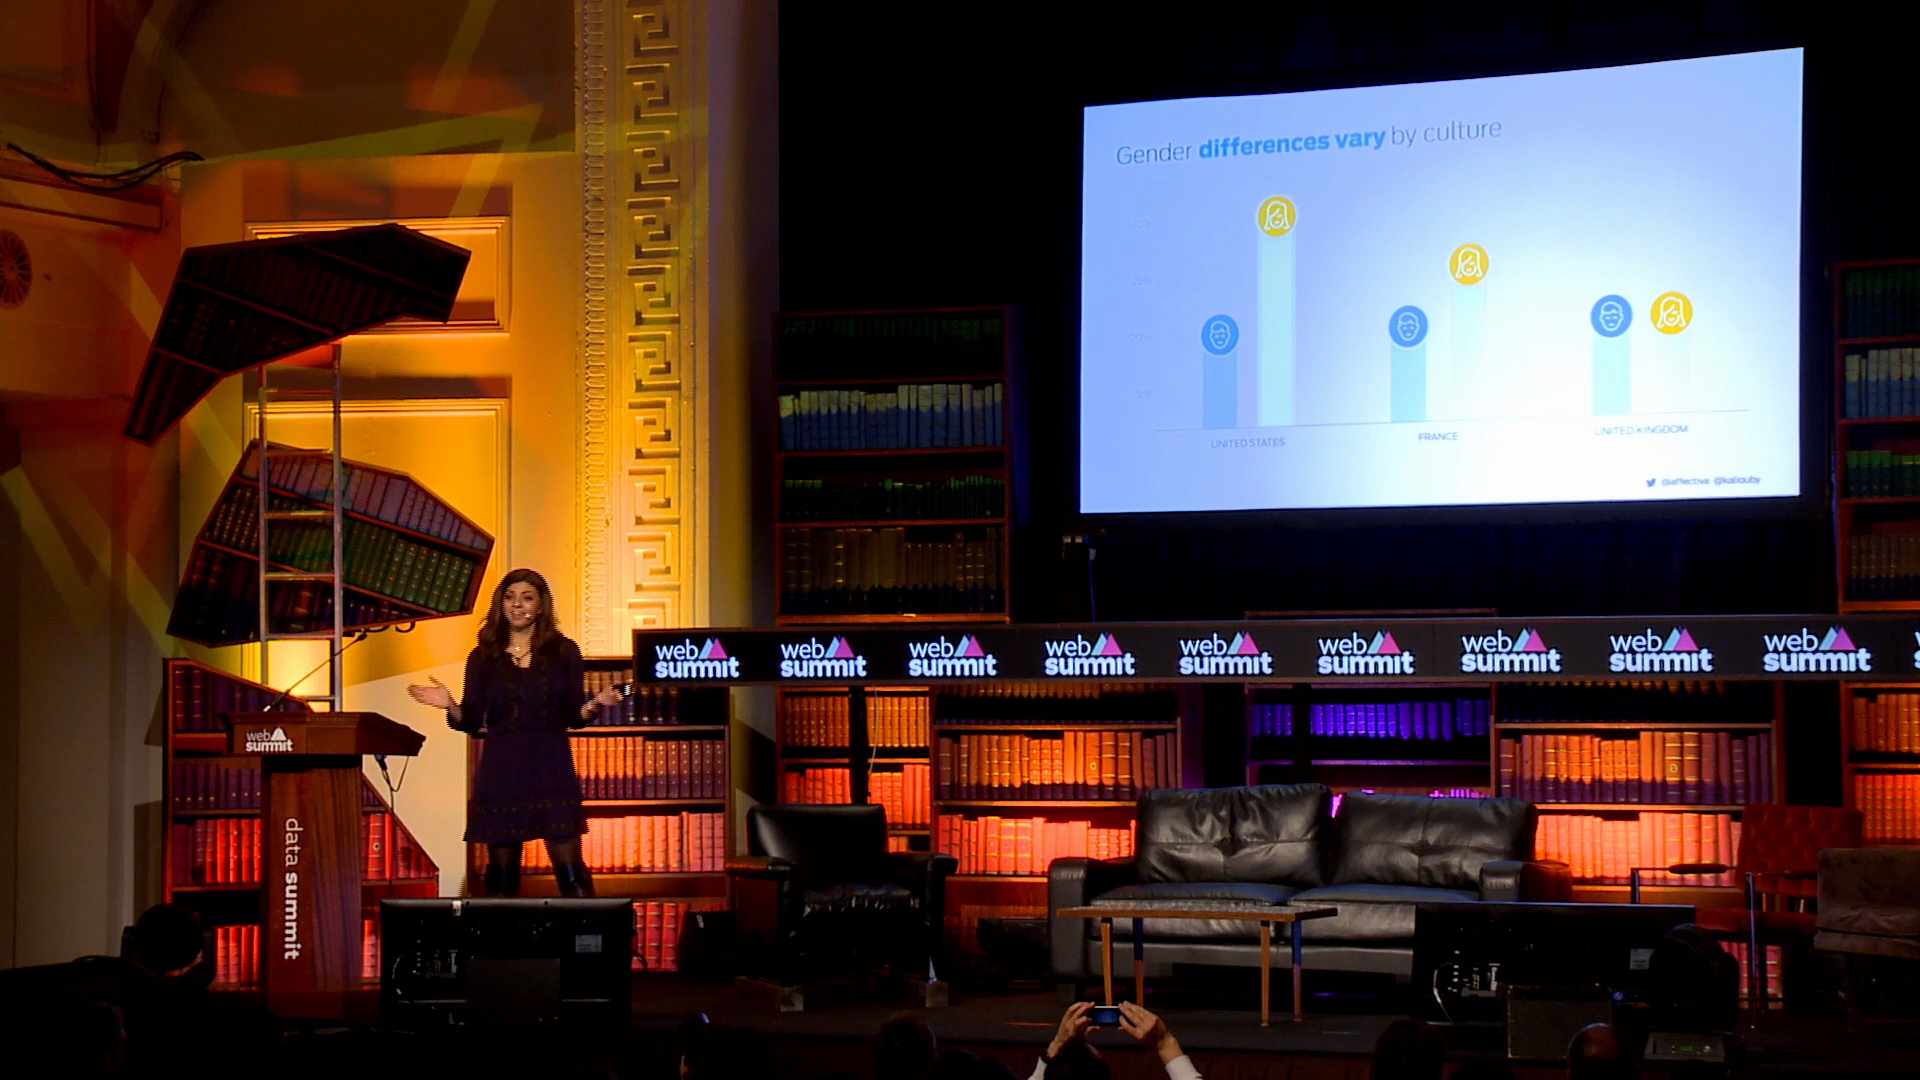 Gender differences vary by culture
UNITED STATES
FRANCE
UNITED KINGDOM
@affectiva @kaliouby
web summit
web summit
web summit
web summit
web summit
web summit
web summit
web summit
web summit
web
summit
data summit